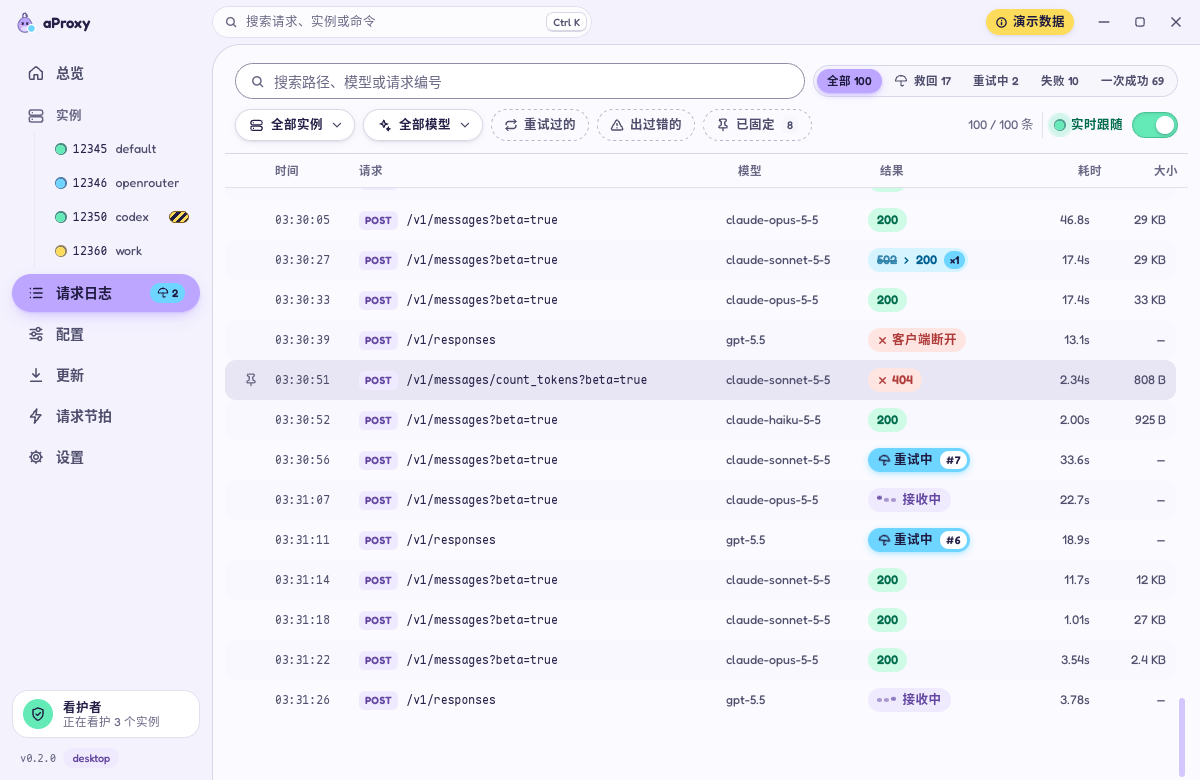 aProxy
搜索请求、实例或命令 Ctrl K
演示数据
总览
实例
12345 default
12346 openrouter
12350 codex
12360 work
请求日志 2
配置
更新
请求节拍
设置
看护者
正在看护 3 个实例
v0.2.0 desktop
搜索路径、模型或请求编号
全部 100 救回 17 重试中 2 失败 10 一次成功 69
全部实例 全部模型 重试过的 出过错的 已固定 8
100 / 100 条 实时跟随
时间 请求 模型 结果 耗时 大小
03:30:05 POST /v1/messages?beta=true claude-opus-5-5 200 46.8s 29 KB
03:30:27 POST /v1/messages?beta=true claude-sonnet-5-5 502 > 200 x1 17.4s 29 KB
03:30:33 POST /v1/messages?beta=true claude-opus-5-5 200 17.4s 33 KB
03:30:39 POST /v1/responses gpt-5.5 × 客户端断开 13.1s –
03:30:51 POST /v1/messages/count_tokens?beta=true claude-sonnet-5-5 × 404 2.34s 808 B
03:30:52 POST /v1/messages?beta=true claude-haiku-5-5 200 2.00s 925 B
03:30:56 POST /v1/messages?beta=true claude-sonnet-5-5 重试中 #7 33.6s –
03:31:07 POST /v1/messages?beta=true claude-opus-5-5 接收中 22.7s –
03:31:11 POST /v1/responses gpt-5.5 重试中 #6 18.9s –
03:31:14 POST /v1/messages?beta=true claude-sonnet-5-5 200 11.7s 12 KB
03:31:18 POST /v1/messages?beta=true claude-sonnet-5-5 200 1.01s 27 KB
03:31:22 POST /v1/messages?beta=true claude-opus-5-5 200 3.54s 2.4 KB
03:31:26 POST /v1/responses gpt-5.5 接收中 3.78s –